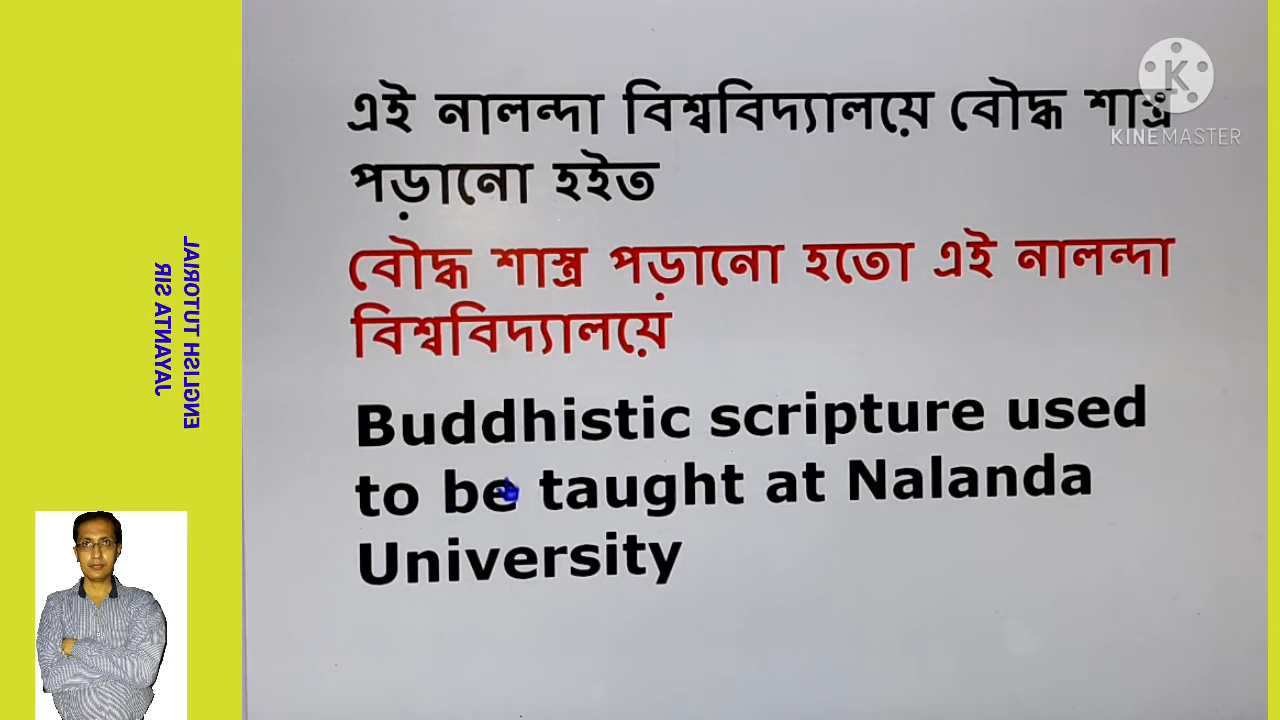 এই নালন্দা বিশ্ববিদ্যালয়ে বৌদ্ধ শাস্ত্র
পড়ানো হইত
বৌদ্ধ শাস্ত্র পড়ানো হতো এই নালন্দা
বিশ্ববিদ্যালয়ে
Buddhistic scripture used
to be taught at Nalanda
University
KINEMASTER
ENGLISH TUTORIAL
JAYANTA SIR